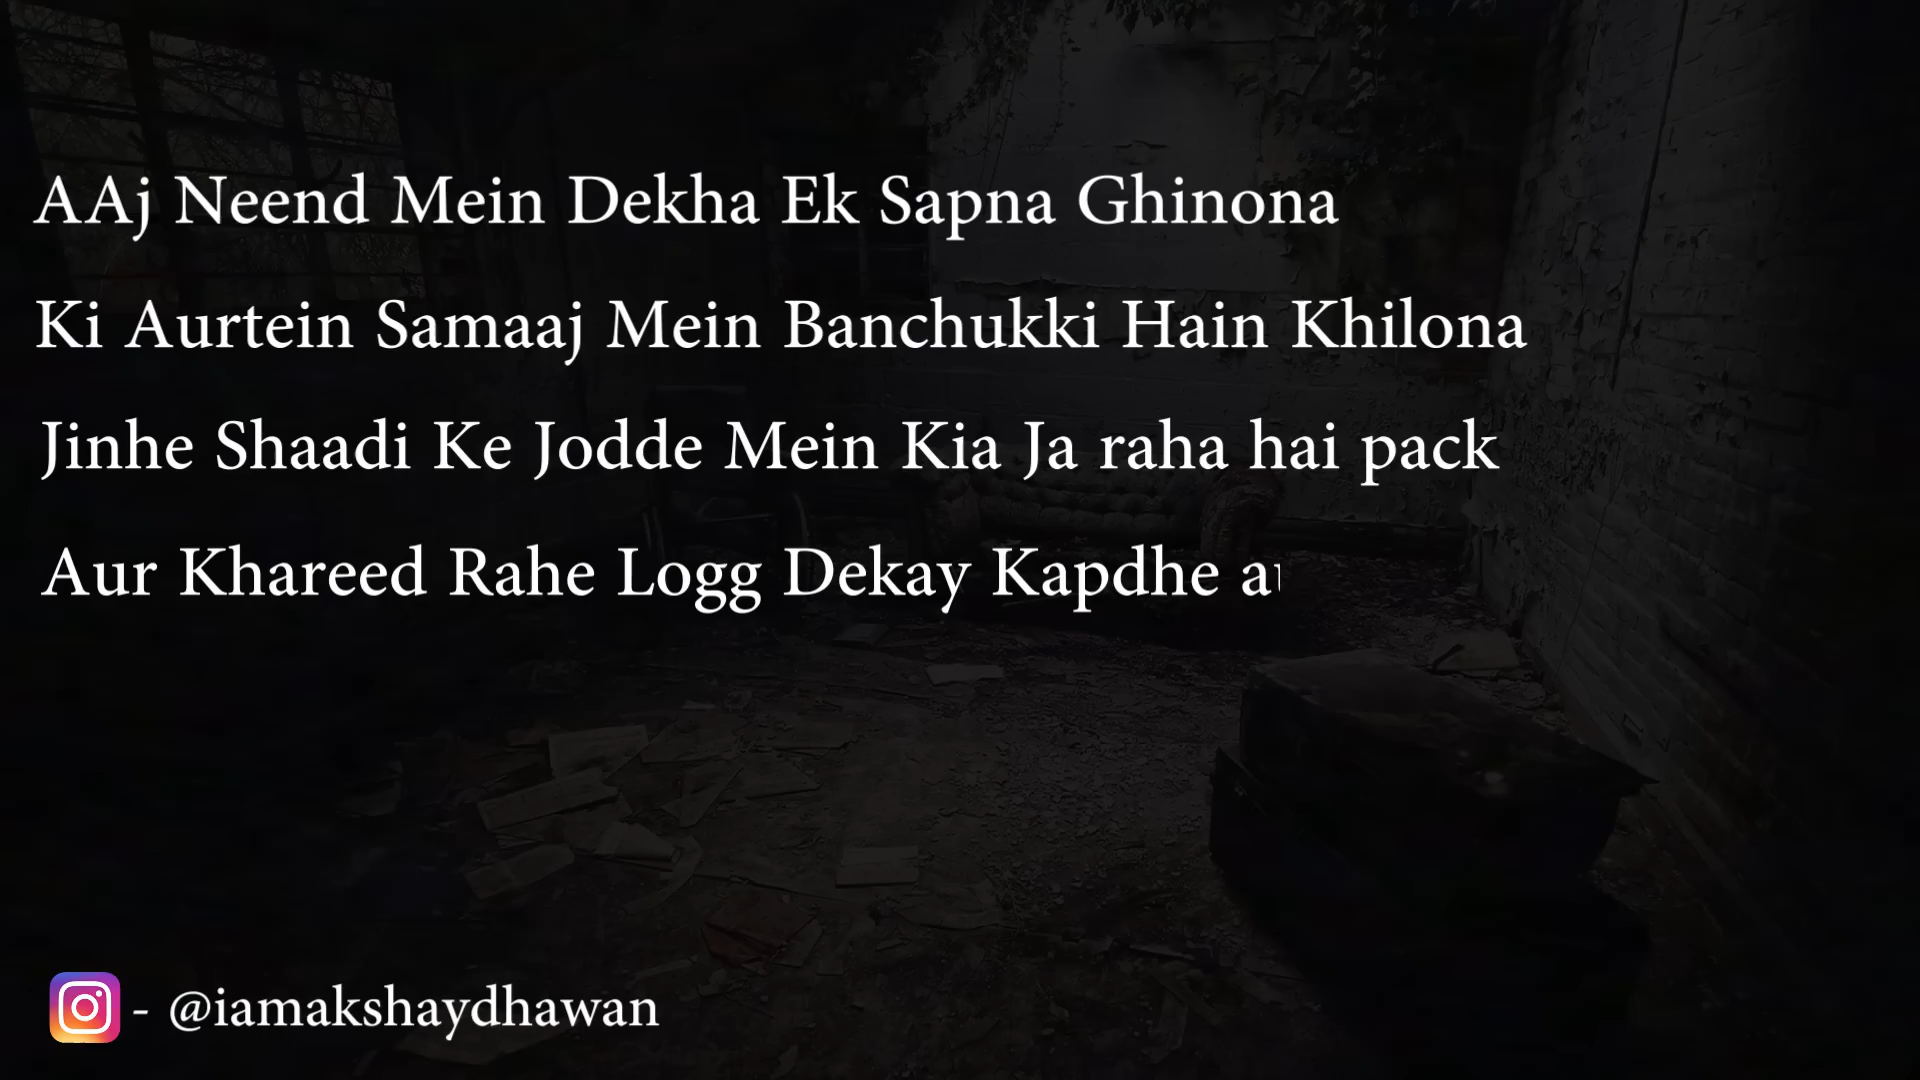 AAj Neend Mein Dekha Ek Sapna Ghinona
Ki Aurtein Samaaj Mein Banchukki Hain Khilona
Jinhe Shaadi Ke Jodde Mein Kia Ja raha hai pack
Aur Khareed Rahe Logg Dekay Kapdhe
- @iamakshaydhawan